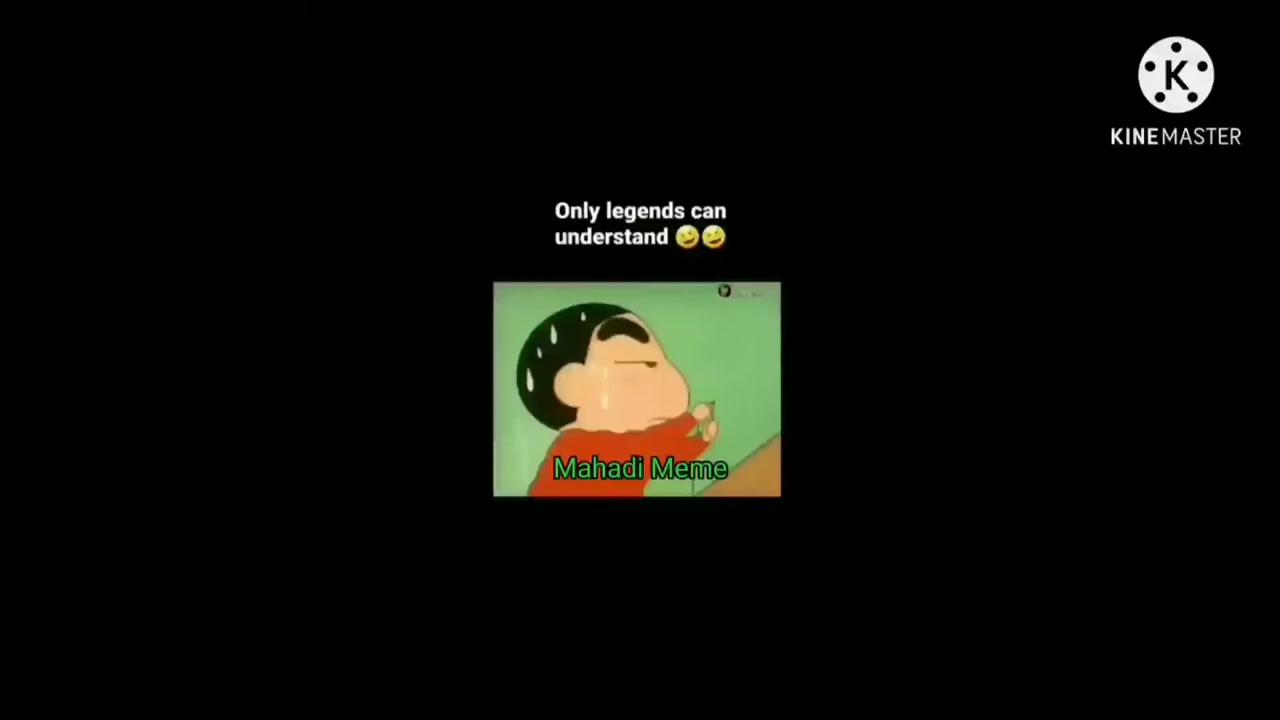 K
KINEMASTER
Only legends can
understand 🤣🤣
Mahadi Meme